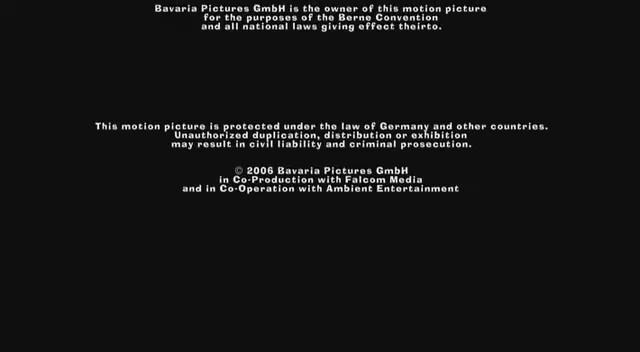 Bavaria Pictures GmbH is the owner of this motion picture
for the purposes of the Berne Convention
and all national laws giving effect theirto.
This motion picture is protected under the law of Germany and other countries.
Unauthorized duplication, distribution or exhibition
may result in civil liability and criminal prosecution.
© 2006 Bavaria Pictures GmbH
in Co-Production with Falcom Media
and in Co-Operation with Ambient Entertainment